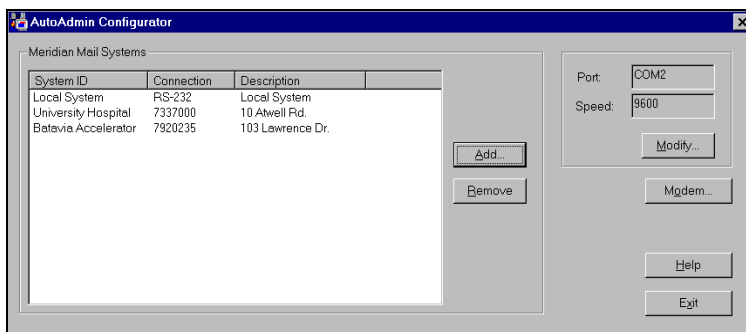 AutoAdmin Configurator
Meridian Mail Systems
System ID Connection Description
Local System RS-232 Local System
University Hospital 7337000 10 Atwell Rd.
Batavia Accelerator 7920235 103 Lawrence Dr.
Add...
Remove
Port: COM2
Speed: 9600
Modify...
Modem...
Help
Exit